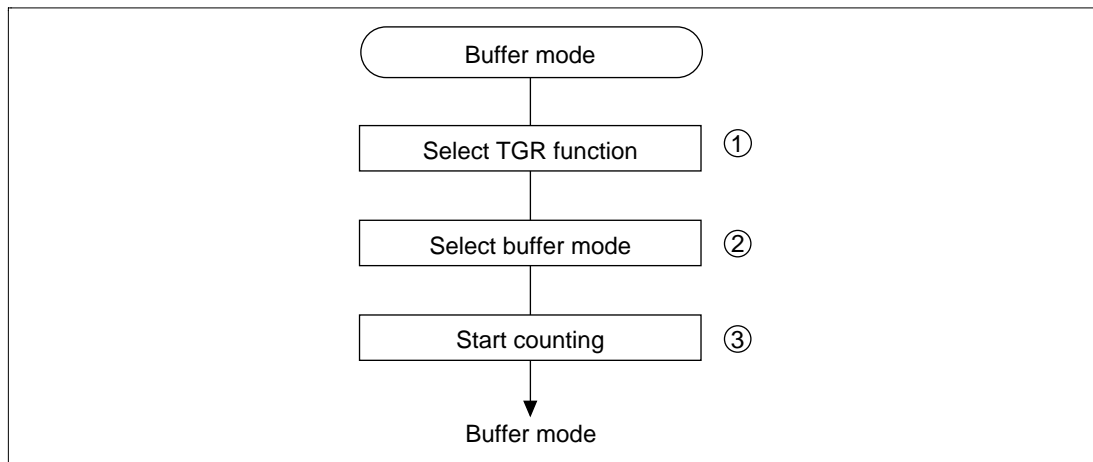 Buffer mode
Select TGR function ①
Select buffer mode ②
Start counting ③
Buffer mode